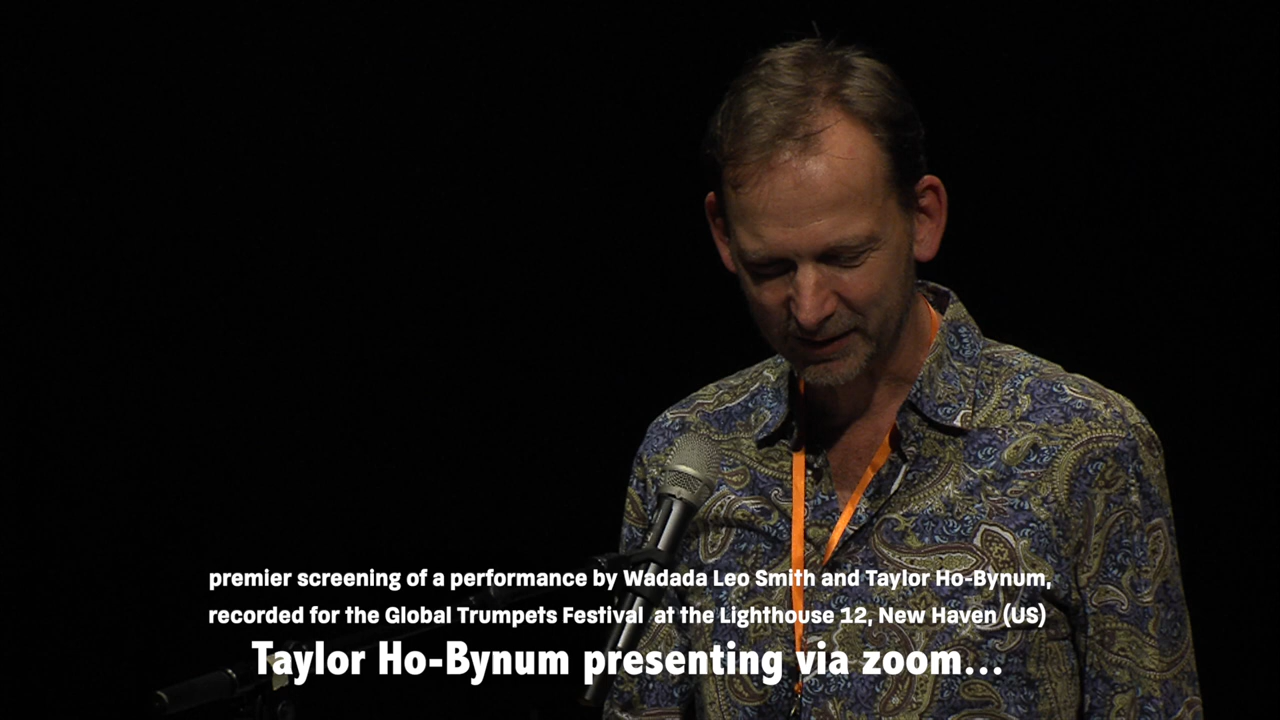 premier screening of a performance by Wadada Leo Smith and Taylor Ho-Bynum,
recorded for the Global Trumpets Festival at the Lighthouse 12, New Haven (US)
Taylor Ho-Bynum presenting via zoom...